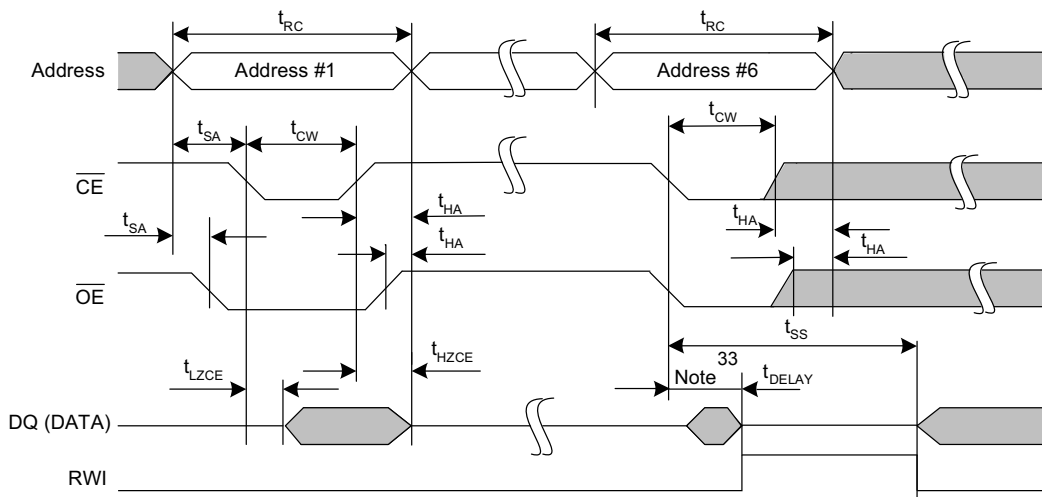 tRC tRC
Address Address #1 Address #6
tSA tCW tCW
CE
tSA tHA tHA
tHA tHA
OE
tSS
tLZCE tHZCE Note 33 tDELAY
DQ (DATA)
RWI